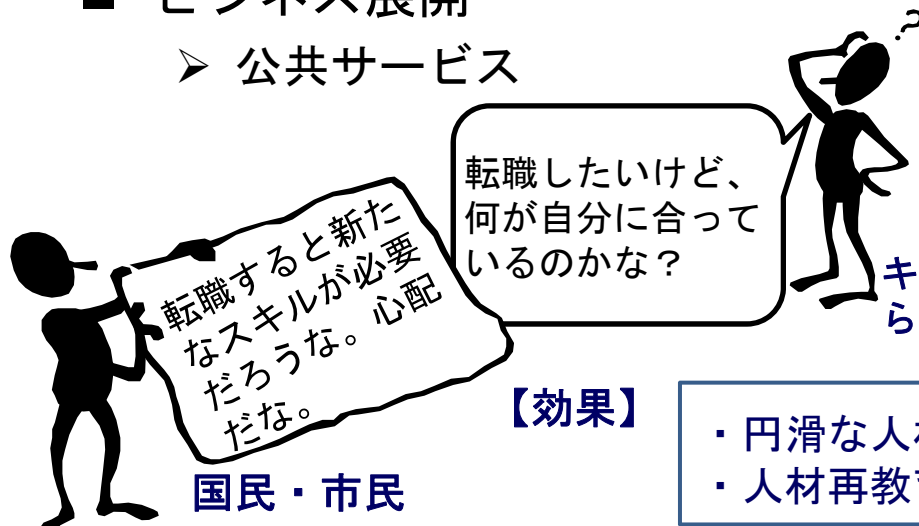 ■ ビジネス展開
➢ 公共サービス
転職したいけど、
何が自分に合って
いるのかな？
転職すると新た
なスキルが必要
だろうな。心配
だな。
キ
ら
【効果】
・円滑な人材
・人材再教育
国民・市民